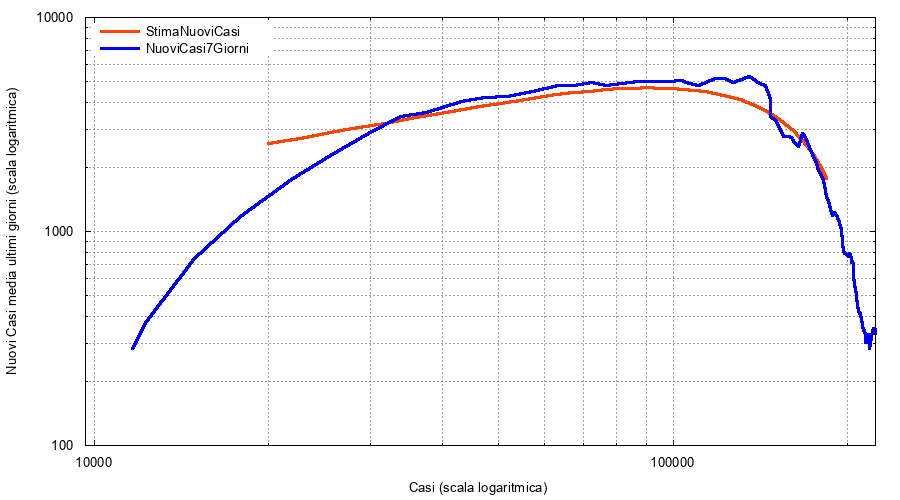 10000
StimaNuoviCasi
NuoviCasi7Giorni
Nuovi Casi media ultimi giorni (scala logaritmica)
1000
100
10000
100000
Casi (scala logaritmica)